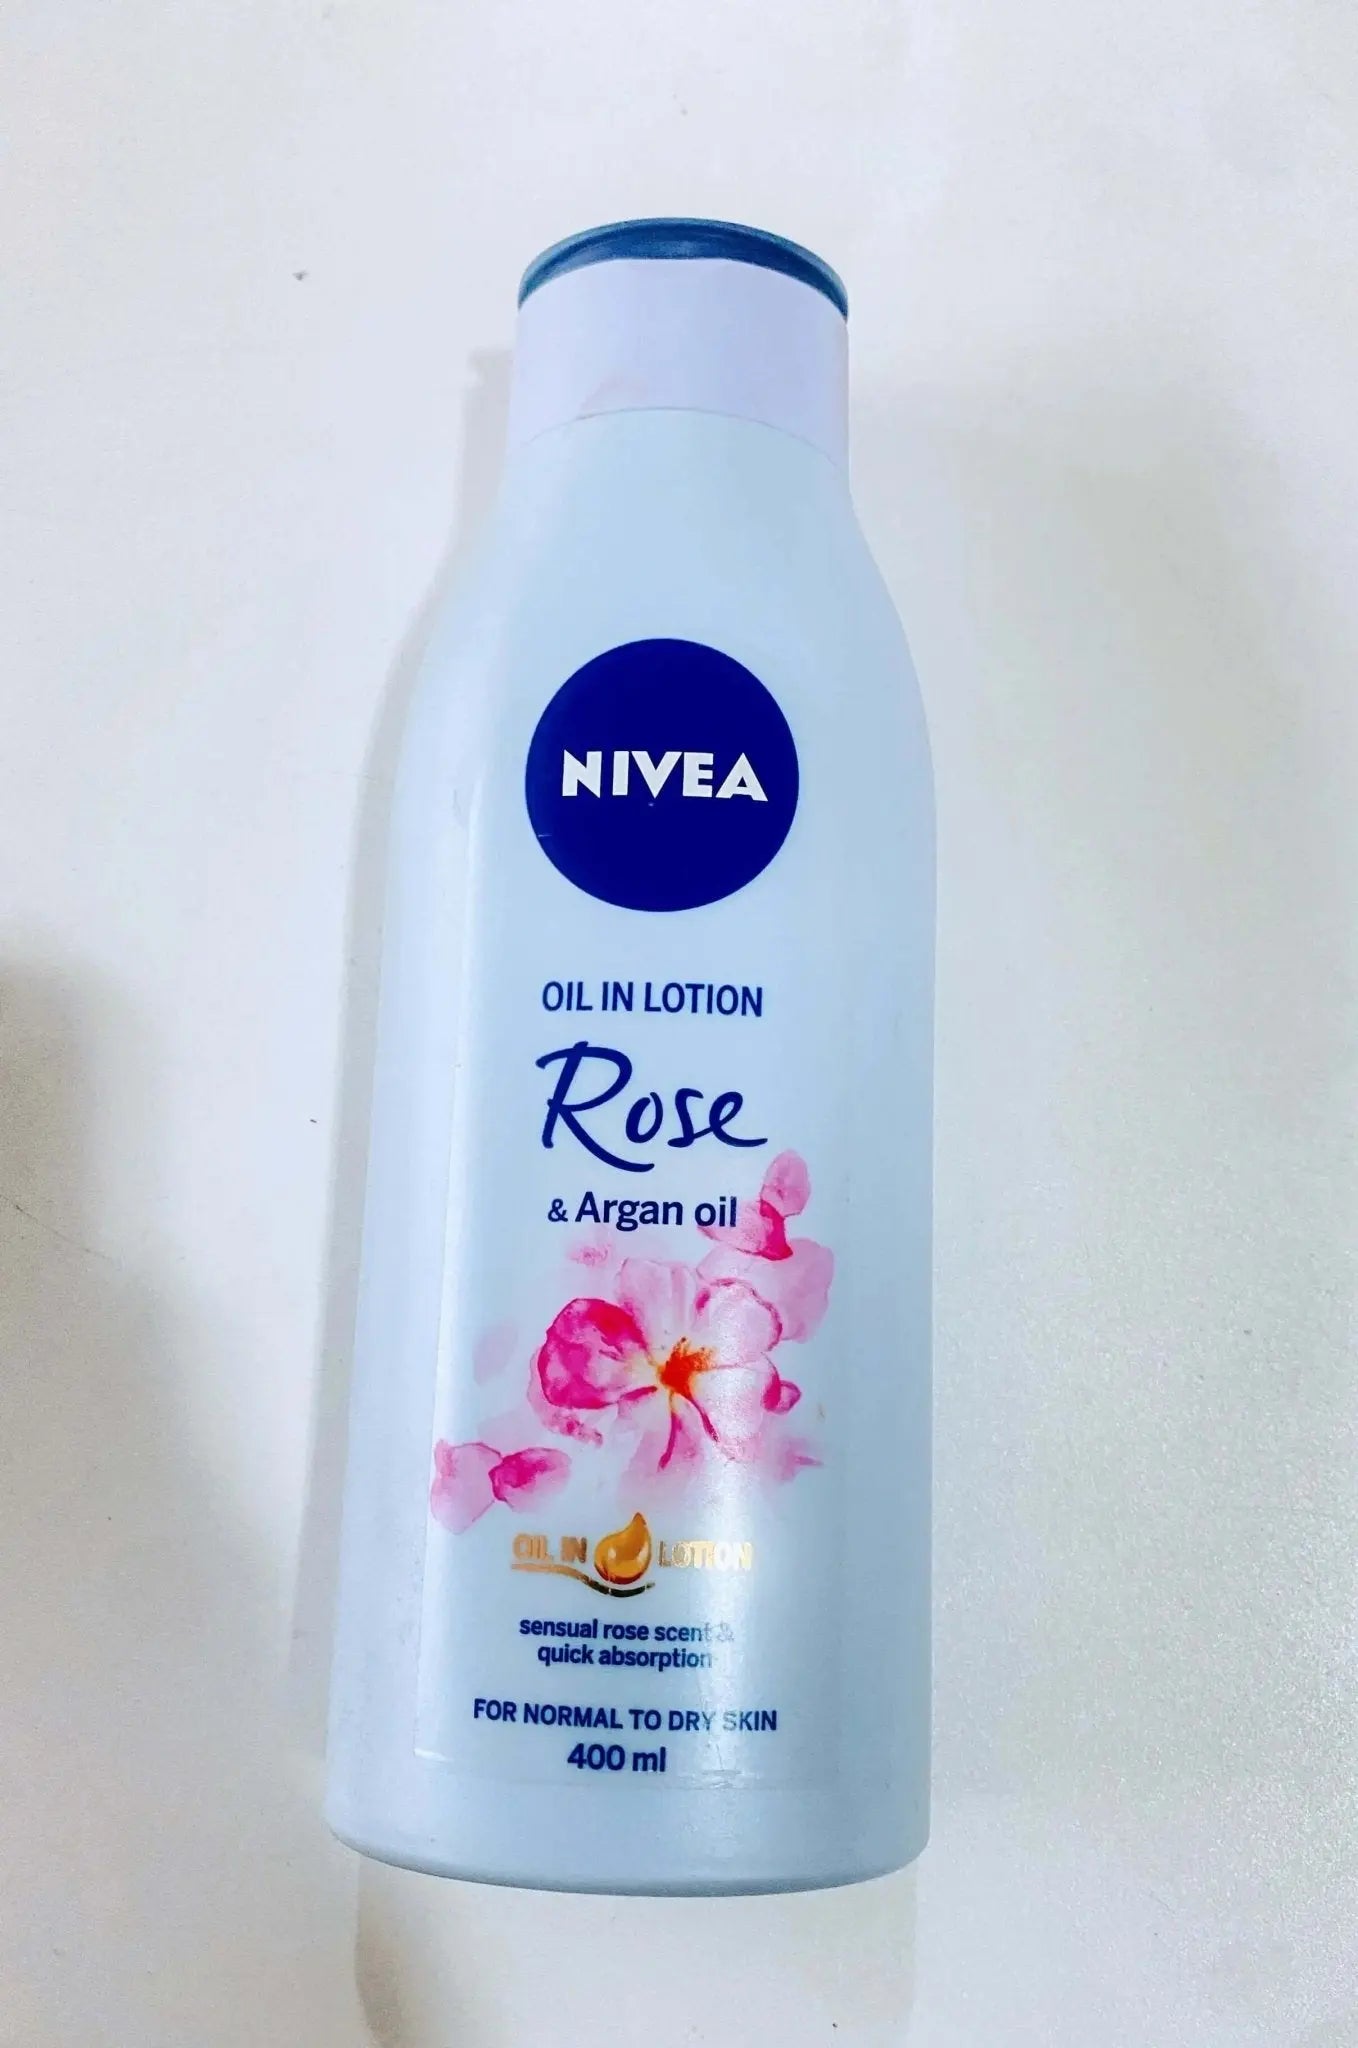 NIVEA
OIL IN LOTION
Rose
& Argan oil
OIL IN LOTION
sensual rose scent &
quick absorption
FOR NORMAL TO DRY SKIN
400 ml